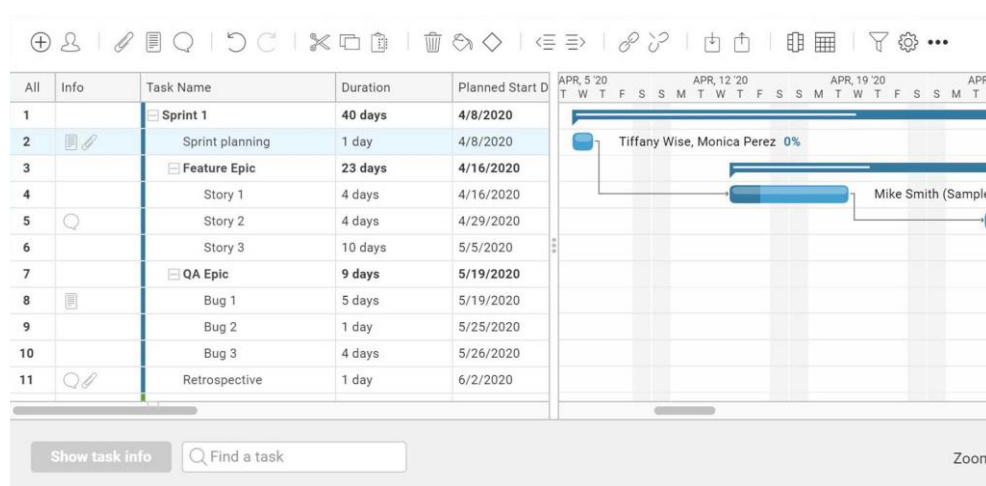 All Info Task Name Duration Planned Start D
APR, 5 '20 APR, 12 '20 APR, 19 '20 APR
T W T F S S M T W T F S S M T W T F S S M T
1 Sprint 1 40 days 4/8/2020
2 Sprint planning 1 day 4/8/2020 Tiffany Wise, Monica Perez 0%
3 Feature Epic 23 days 4/16/2020
4 Story 1 4 days 4/16/2020 Mike Smith (Sample
5 Story 2 4 days 4/29/2020
6 Story 3 10 days 5/5/2020
7 QA Epic 9 days 5/19/2020
8 Bug 1 5 days 5/19/2020
9 Bug 2 1 day 5/25/2020
10 Bug 3 4 days 5/26/2020
11 Retrospective 1 day 6/2/2020
Show task info Find a task Zoom